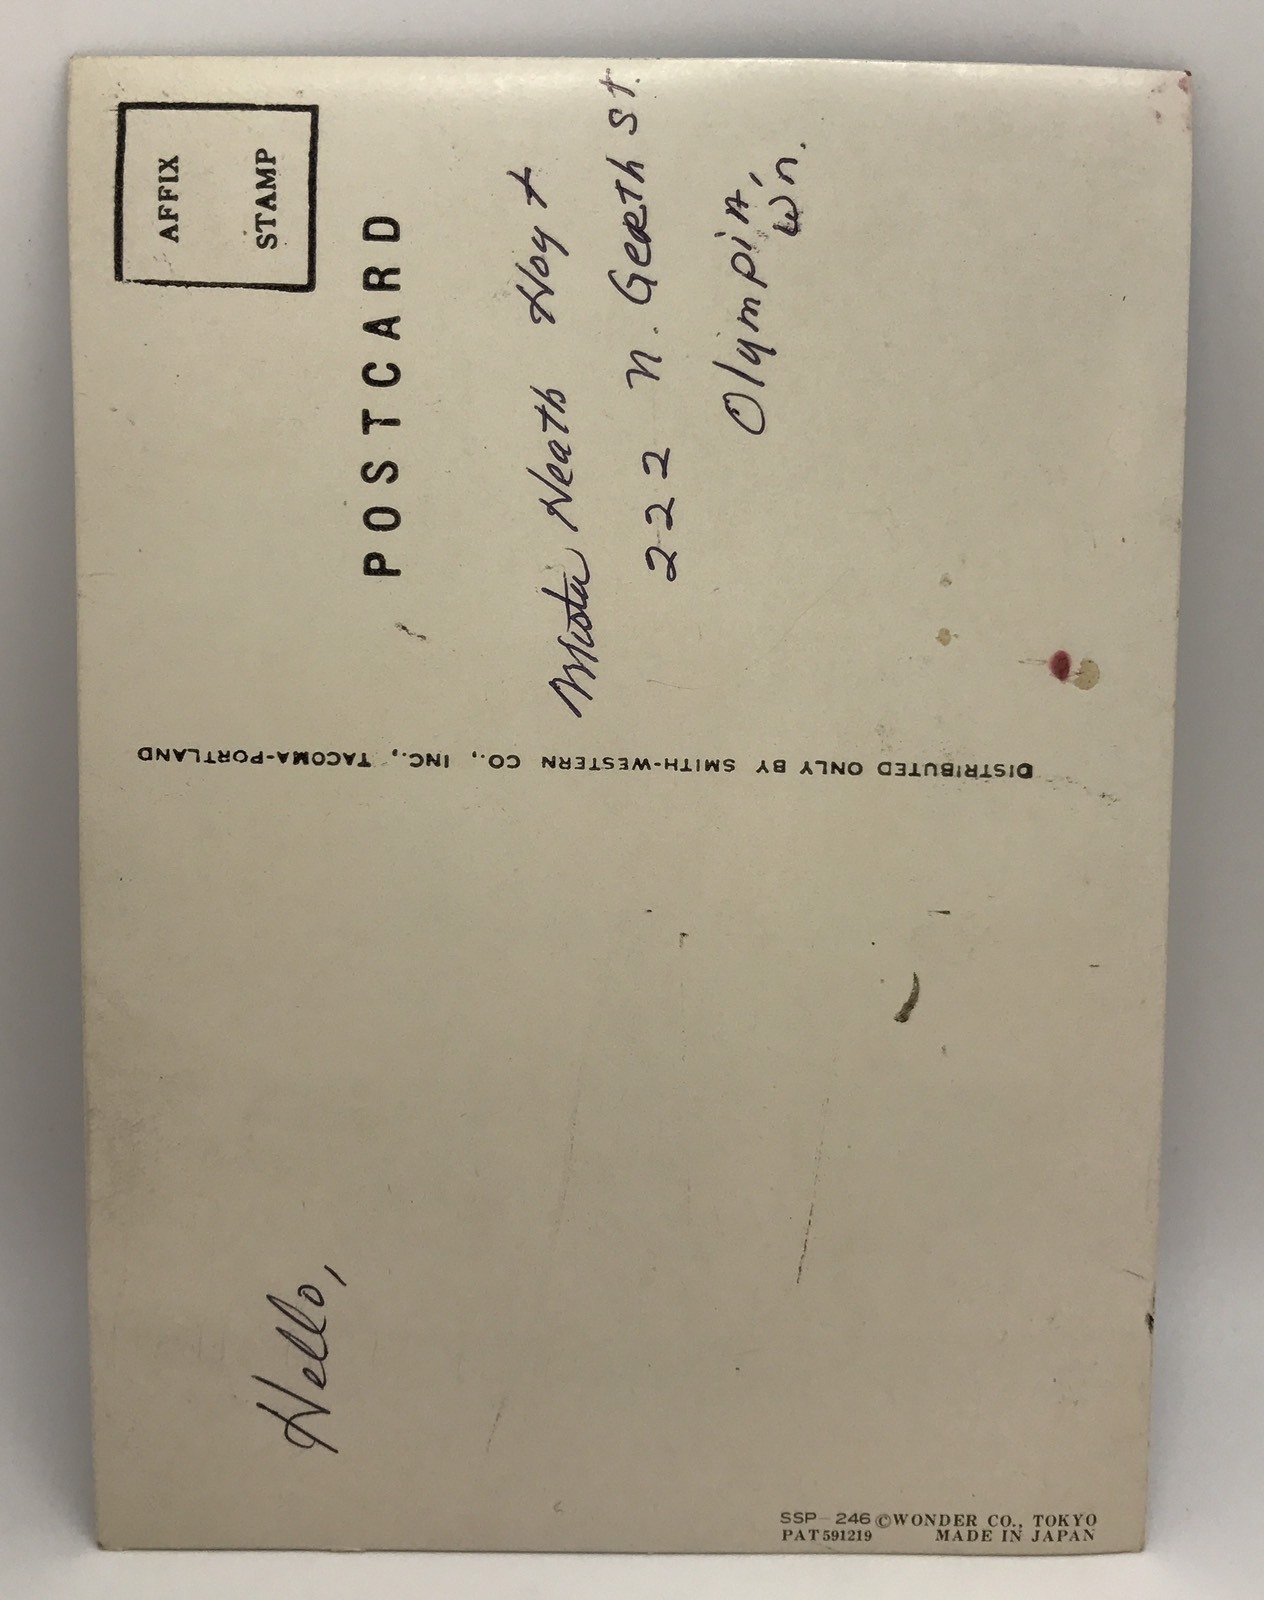 AFFIX
STAMP
POSTCARD
Mister Heath Hoyt
222 N. Gerth St.
Olympia,
Wn.
DISTRIBUTED ONLY BY SMITH-WESTERN CO., INC., TACOMA-PORTLAND
Hello,
SSP-246 ©WONDER CO., TOKYO
PAT 591219 MADE IN JAPAN